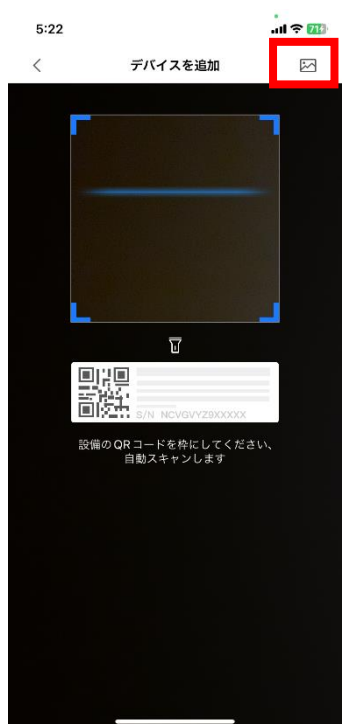 5:22
71
デバイスを追加
S/N NCVGVYZ9XXXXX
設備のQRコードを枠にしてください、
自動スキャンします